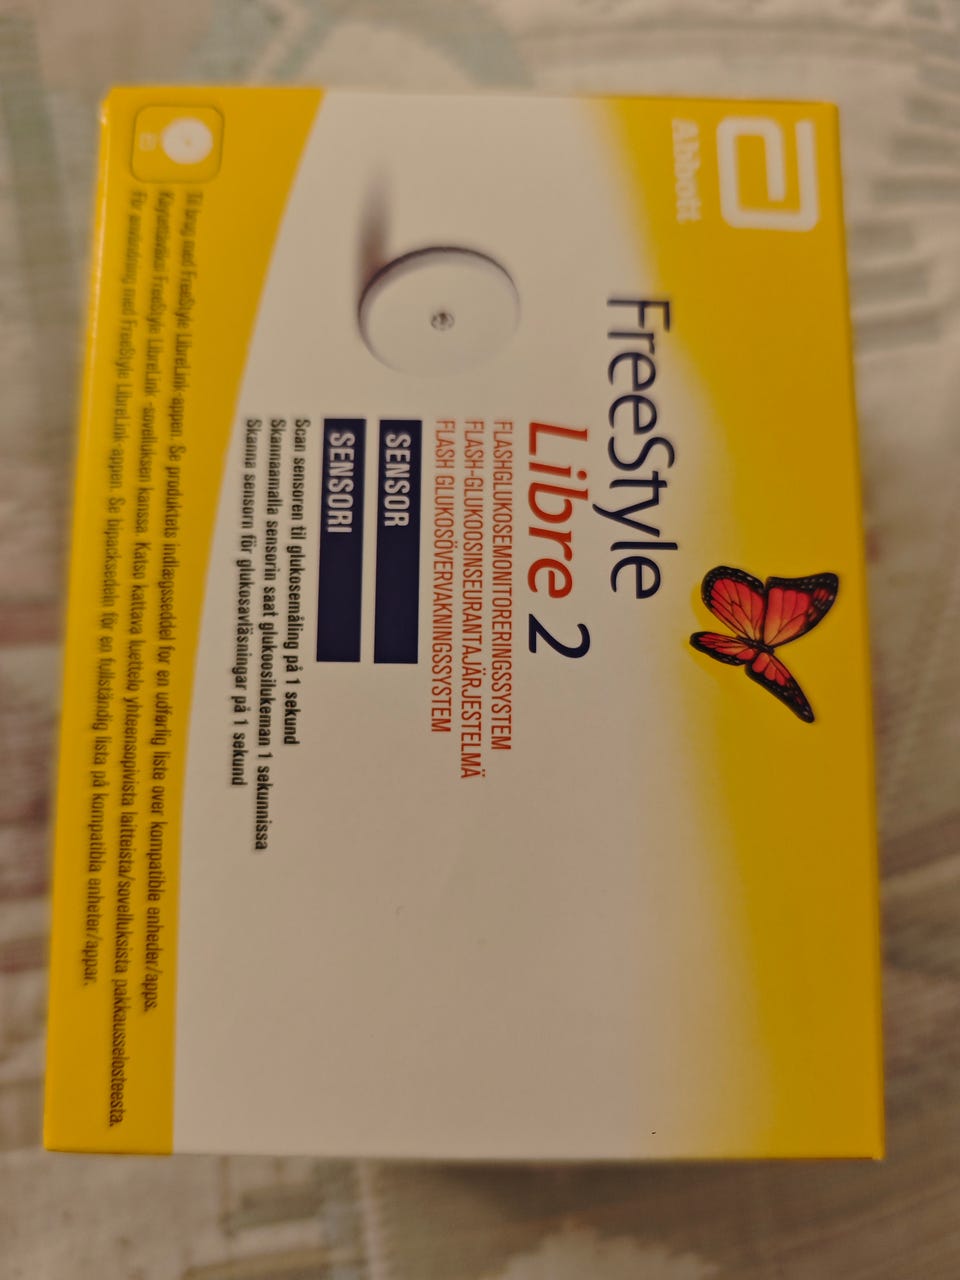 Abbott
FreeStyle
Libre 2
FLASHGLUKOSEMONITORERINGSSYSTEM
FLASH-GLUKOOSINSEURANTAJÄRJESTELMÄ
FLASH GLUKOSÖVERVAKNINGSSYSTEM
SENSOR
SENSORI
Scan sensoren til glukosemåling på 1 sekund
Skannaamalla sensorin saat glukoosilukeman 1 sekunnissa
Skanna sensorn för glukosavläsningar på 1 sekund
Til brug med FreeStyle LibreLink-appen. Se produktets indlægsseddel for en udførlig liste over kompatible enheder/apps.
Käytettäväksi FreeStyle LibreLink -sovelluksen kanssa. Katso kattava luettelo yhteensopivista laitteista/sovelluksista pakkausselosteesta.
För användning med FreeStyle LibreLink-appen. Se bipacksedeln för en fullständig lista på kompatibla enheter/appar.